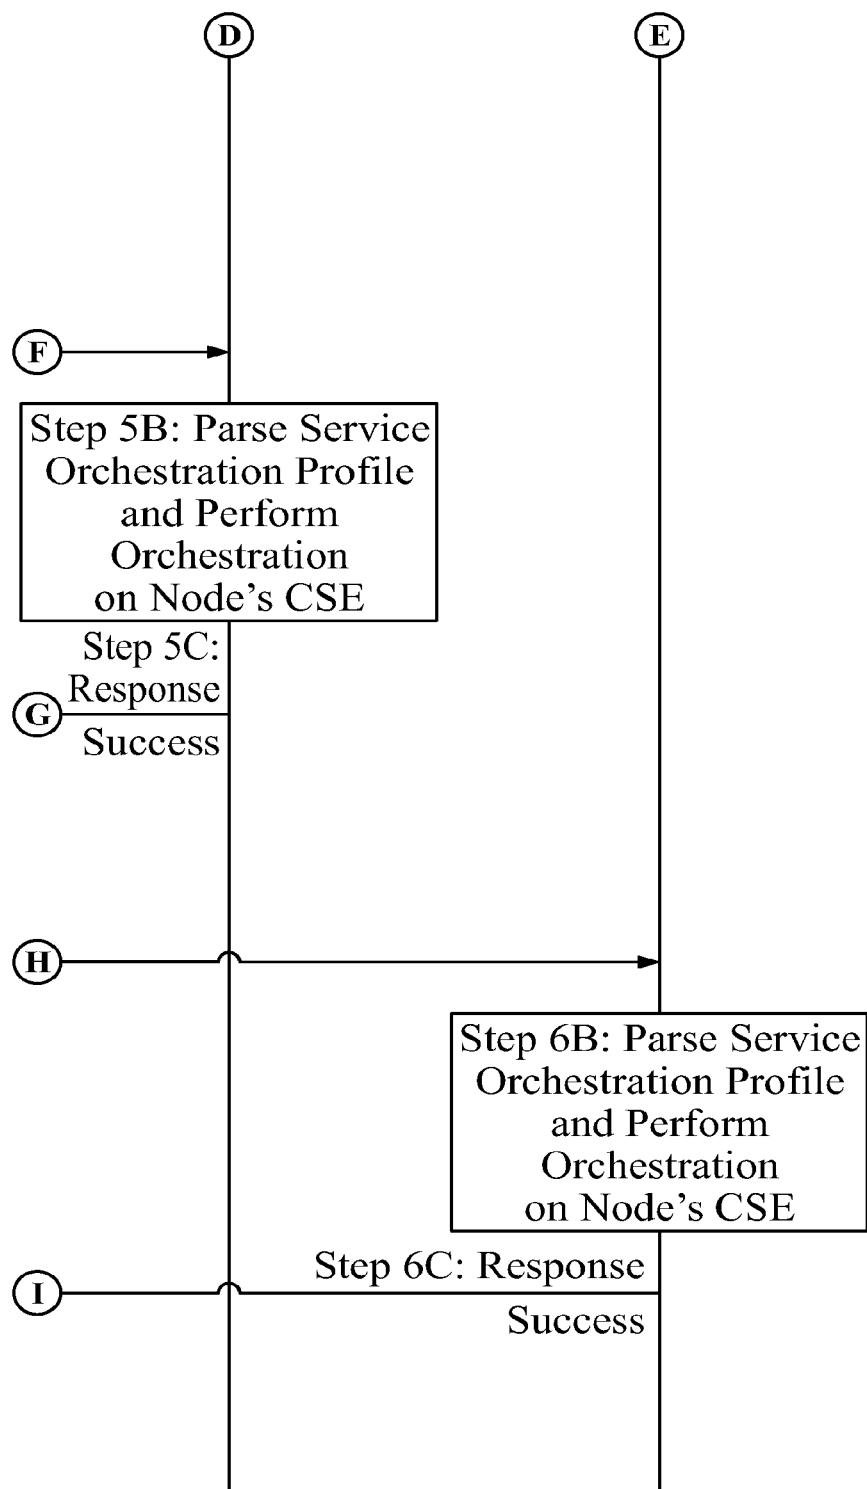 D
E
F
Step 5B: Parse Service
Orchestration Profile
and Perform
Orchestration
on Node's CSE
Step 5C:
Response
G
Success
H
Step 6B: Parse Service
Orchestration Profile
and Perform
Orchestration
on Node's CSE
Step 6C: Response
I
Success